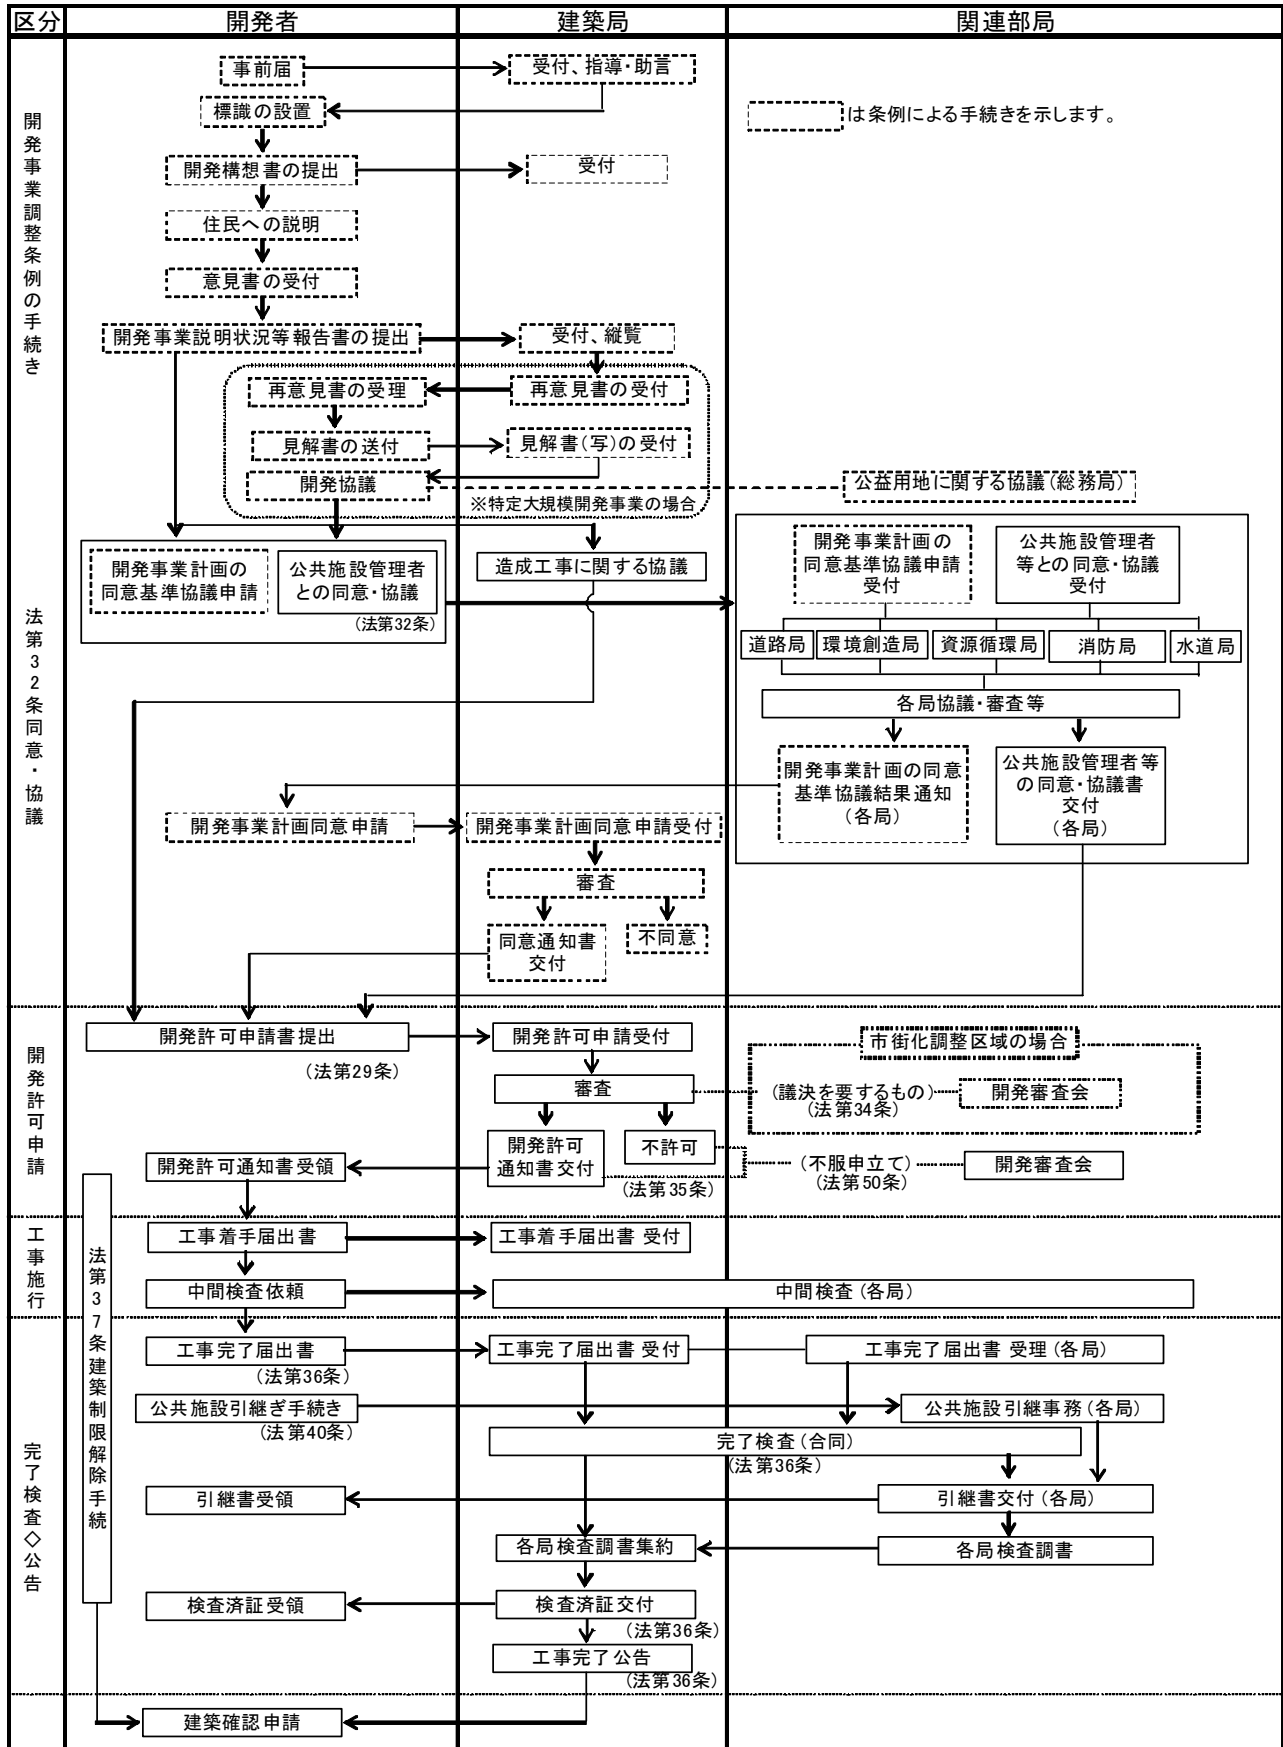 区分
開発者
建築局
関連部局
開発事業調整条例の手続き
事前届
受付、指導・助言
標識の設置
は条例による手続きを示します。
開発構想書の提出
受付
住民への説明
意見書の受付
開発事業説明状況等報告書の提出
受付、縦覧
再意見書の受理
再意見書の受付
見解書の送付
見解書(写)の受付
開発協議
公益用地に関する協議(総務局)
※特定大規模開発事業の場合
法第32条同意・協議
開発事業計画の
同意基準協議申請
公共施設管理者
との同意・協議
(法第32条)
造成工事に関する協議
開発事業計画の
同意基準協議申請
受付
公共施設管理者
等との同意・協議
受付
道路局
環境創造局
資源循環局
消防局
水道局
各局協議・審査等
開発事業計画の同意
基準協議結果通知
(各局)
公共施設管理者等
の同意・協議書
交付
(各局)
開発事業計画同意申請
開発事業計画同意申請受付
審査
同意通知書
交付
不同意
開発許可申請
開発許可申請書提出
(法第29条)
開発許可申請受付
市街化調整区域の場合
審査
(議決を要するもの)
(法第34条)
開発審査会
開発許可
通知書交付
不許可
(法第35条)
開発許可通知書受領
(不服申立て)
(法第50条)
開発審査会
法第37条建築制限解除手続
工事施行
工事着手届出書
工事着手届出書 受付
中間検査依頼
中間検査(各局)
完了検査◇公告
工事完了届出書
(法第36条)
工事完了届出書 受付
工事完了届出書 受理(各局)
公共施設引継ぎ手続き
(法第40条)
公共施設引継事務(各局)
完了検査(合同)
(法第36条)
引継書受領
引継書交付(各局)
各局検査調書集約
各局検査調書
検査済証受領
検査済証交付
(法第36条)
工事完了公告
(法第36条)
建築確認申請